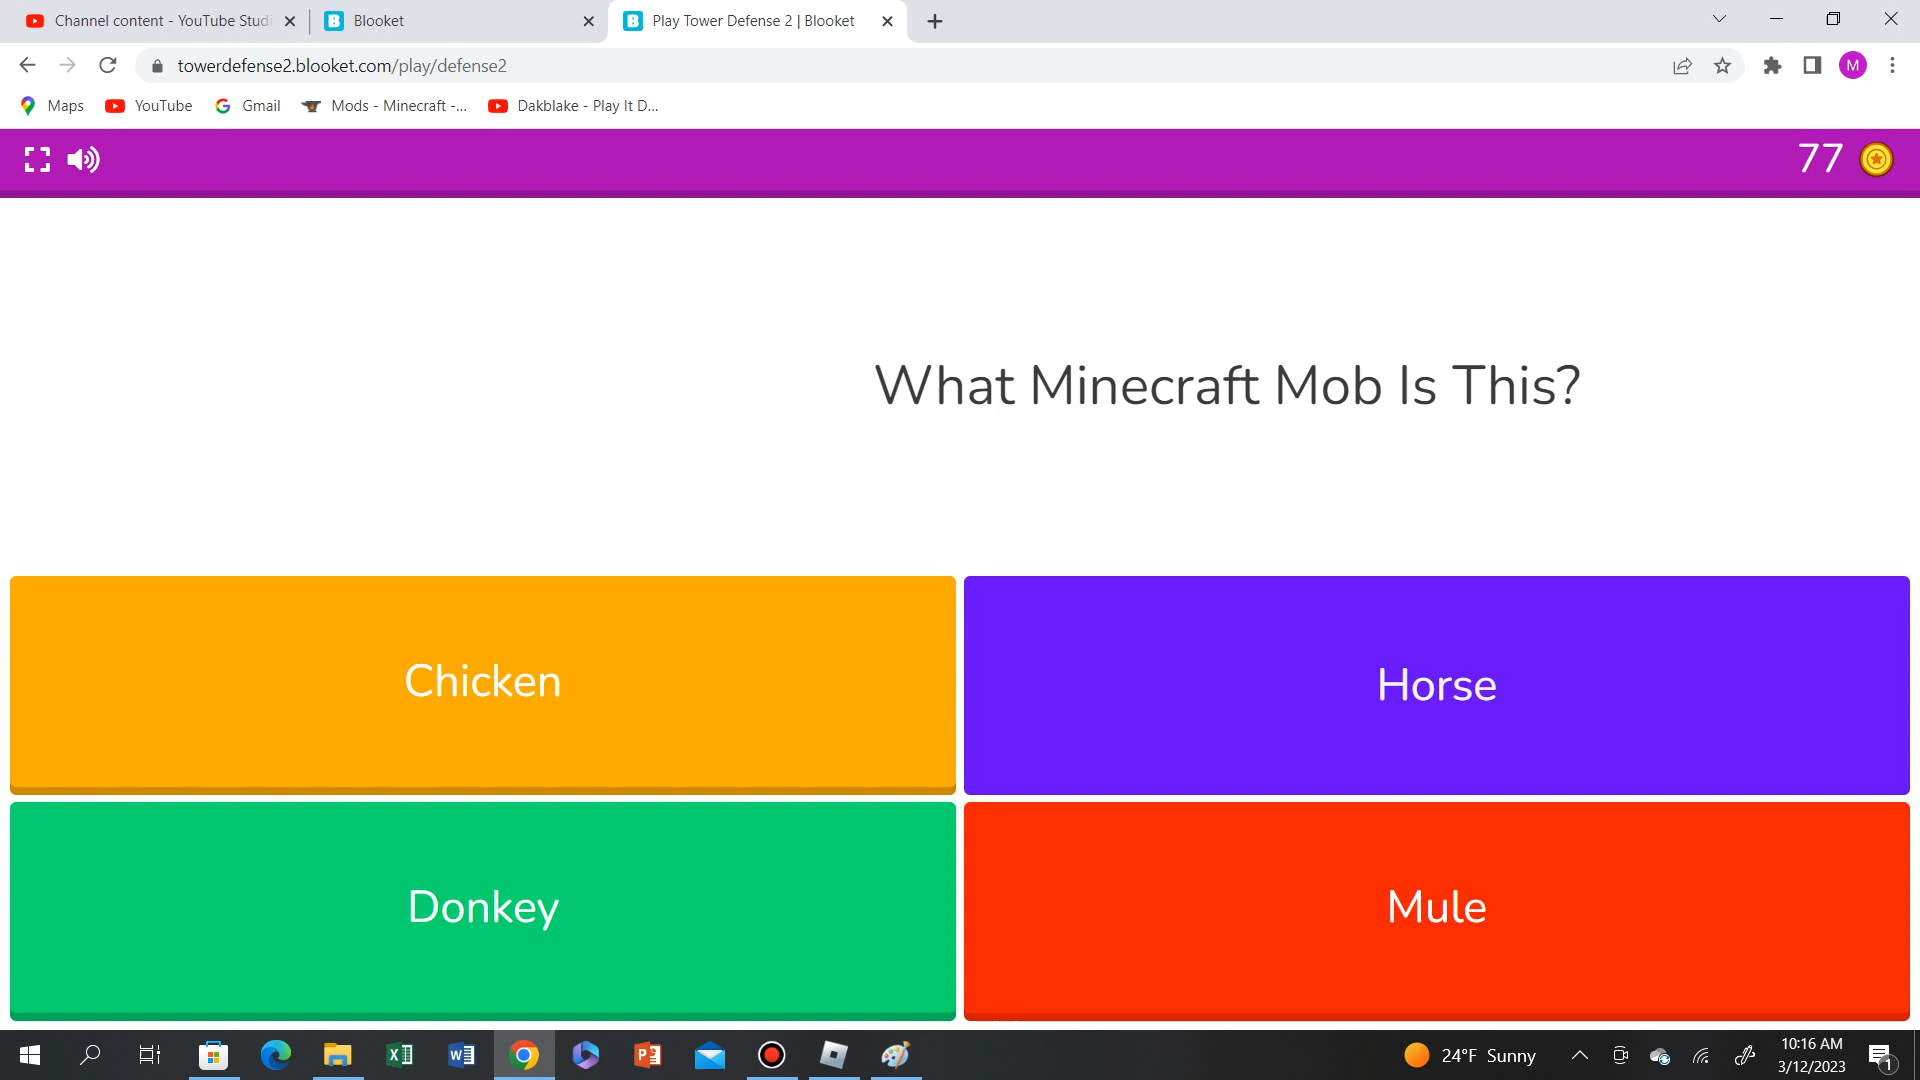 Channel content - YouTube Studi
Blooket
Play Tower Defense 2 | Blooket
towerdefense2.blooket.com/play/defense2
M
Maps
YouTube
Gmail
Mods - Minecraft -...
Dakblake - Play It D...
77
What Minecraft Mob Is This?
Chicken
Horse
Donkey
Mule
24°F Sunny
10:16 AM
3/12/2023
1